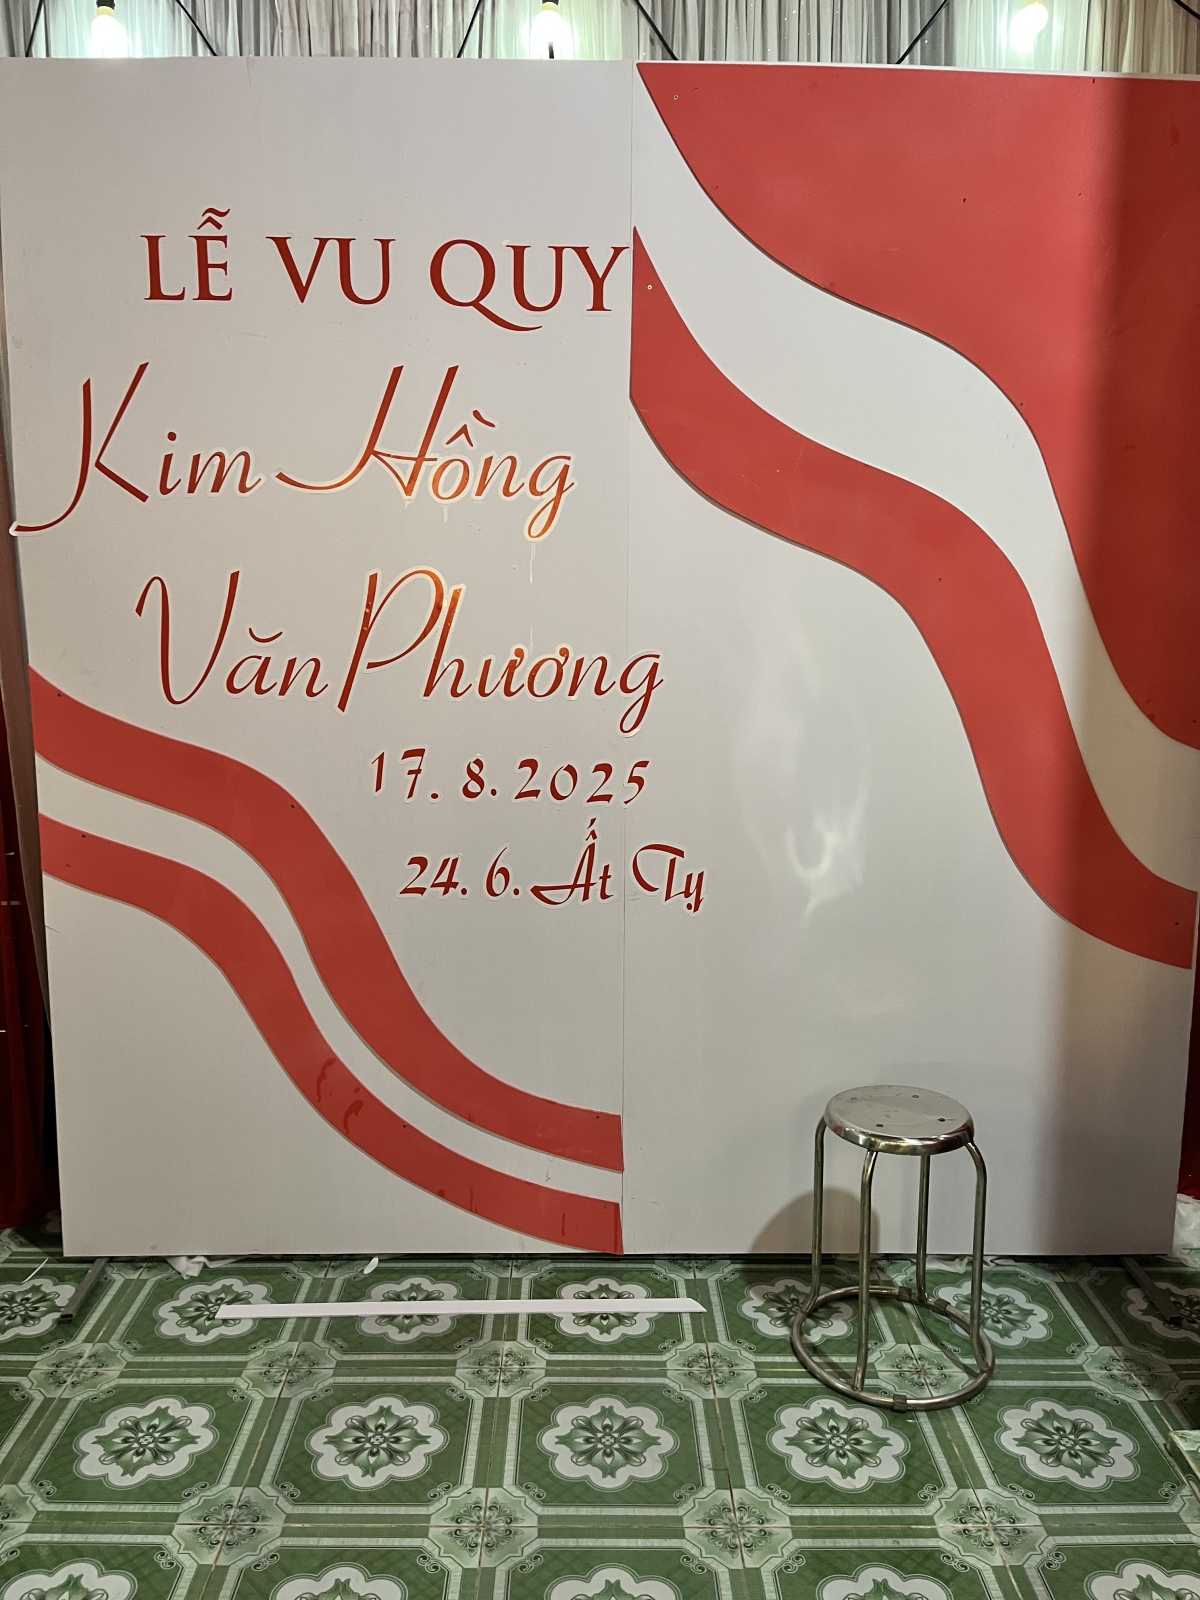 LỄ VU QUY
Kim Hồng
Văn Phương
17. 8. 2025
24. 6. Ất Tỵ